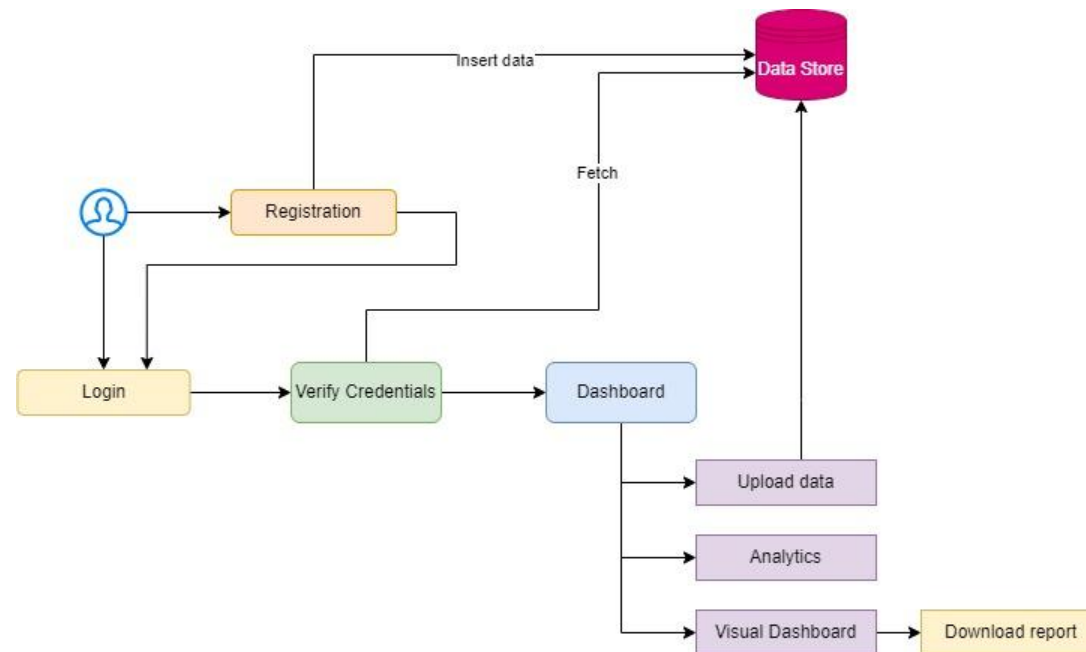 Insert data
Data Store
Fetch
Registration
Login
Verify Credentials
Dashboard
Upload data
Analytics
Visual Dashboard
Download report